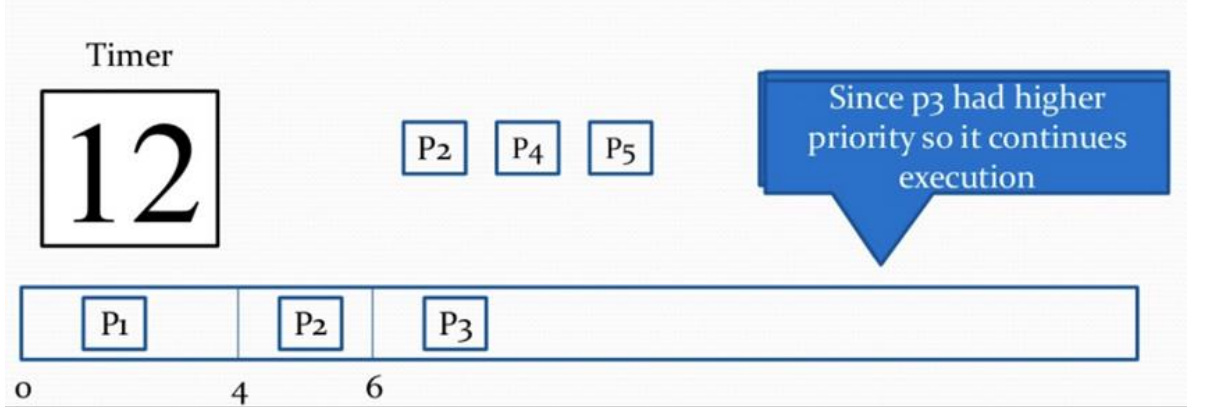 Timer
12
P2 P4 P5
Since p3 had higher
priority so it continues
execution
P1 P2 P3
0 4 6